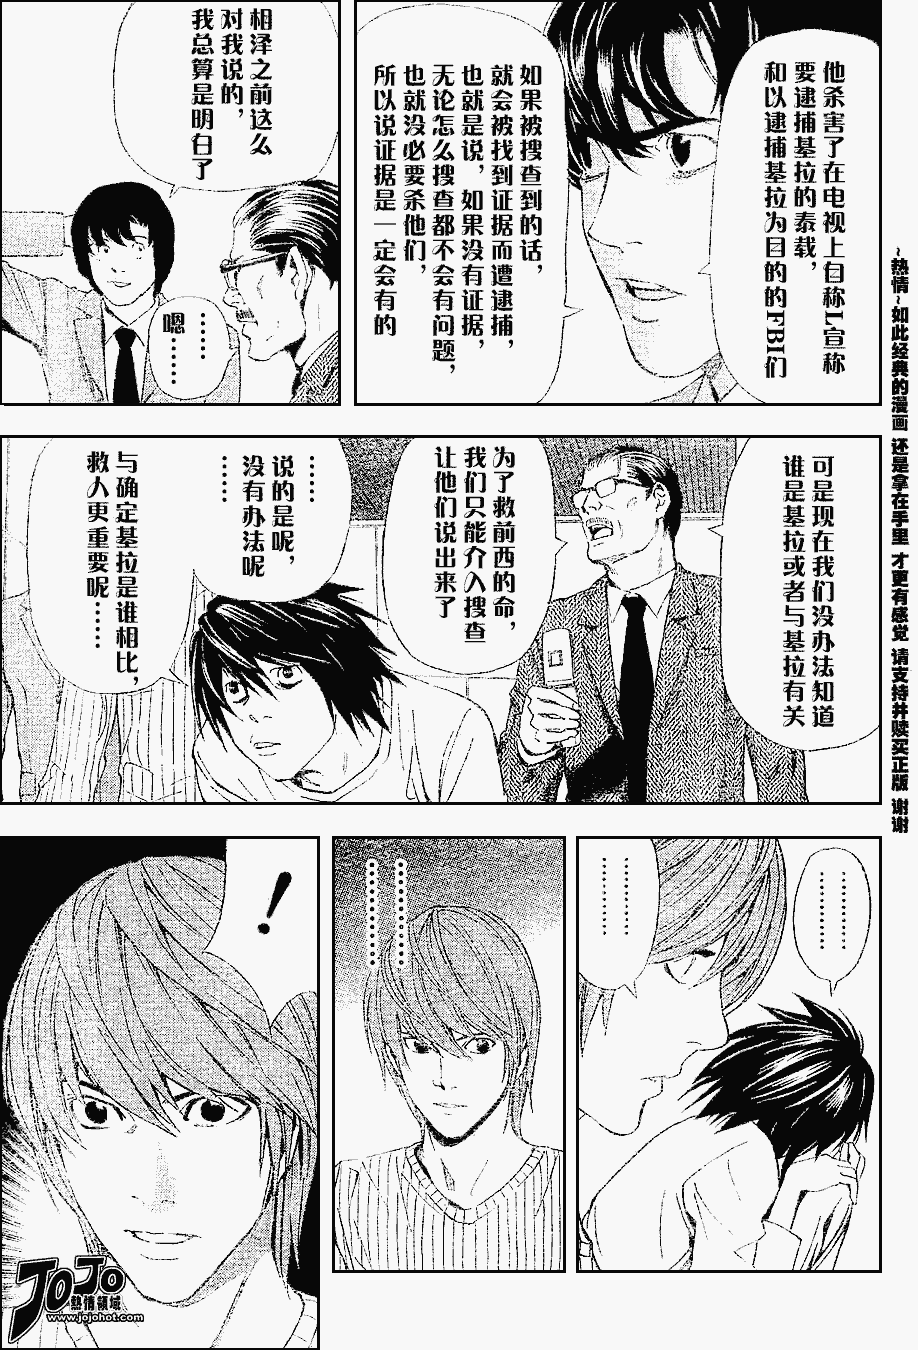 他杀害了在电视上自称L宣称
要逮捕基拉的泰载，
和以逮捕基拉为目的的FBI们
如果被搜查到的话，
就会被找到证据而遭逮捕，
也就是说，如果没有证据，
无论怎么搜查都不会有问题，
也就没必要杀他们，
所以说证据是一定会有的
相泽之前这么
对我说的，
我总算是明白了
……
嗯……
可是现在我们没办法知道
谁是基拉或者与基拉有关
为了救前西的命，
我们只能介入搜查
让他们说出来了
……
说的是呢，
没有办法呢
……
与确定基拉是谁相比，
救人更重要呢……
…………
…………
…………
…………
…………
…………
！
~热情~如此经典的漫画 还是拿在手里 才更有感觉 请支持并赎买正版 谢谢
JOJO
熱情領域
www.jojohot.com